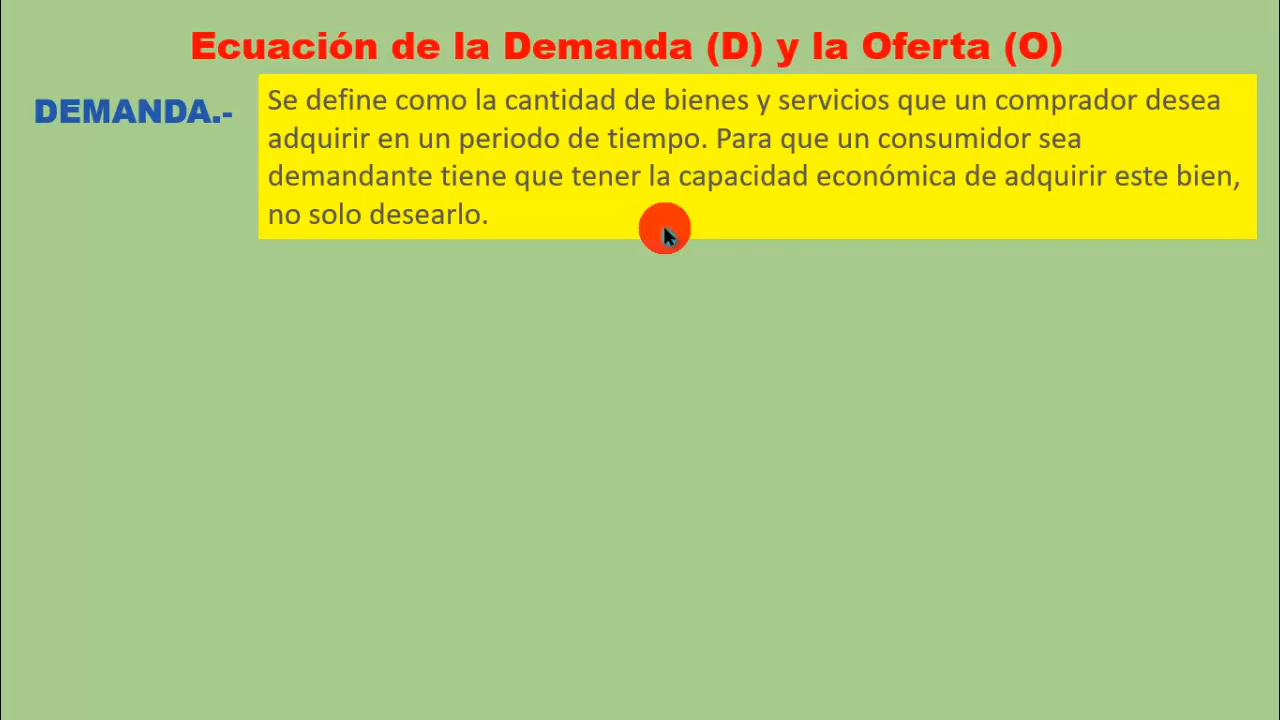 Ecuación de la Demanda (D) y la Oferta (O)
DEMANDA.-
Se define como la cantidad de bienes y servicios que un comprador desea
adquirir en un periodo de tiempo. Para que un consumidor sea
demandante tiene que tener la capacidad económica de adquirir este bien,
no solo desearlo.